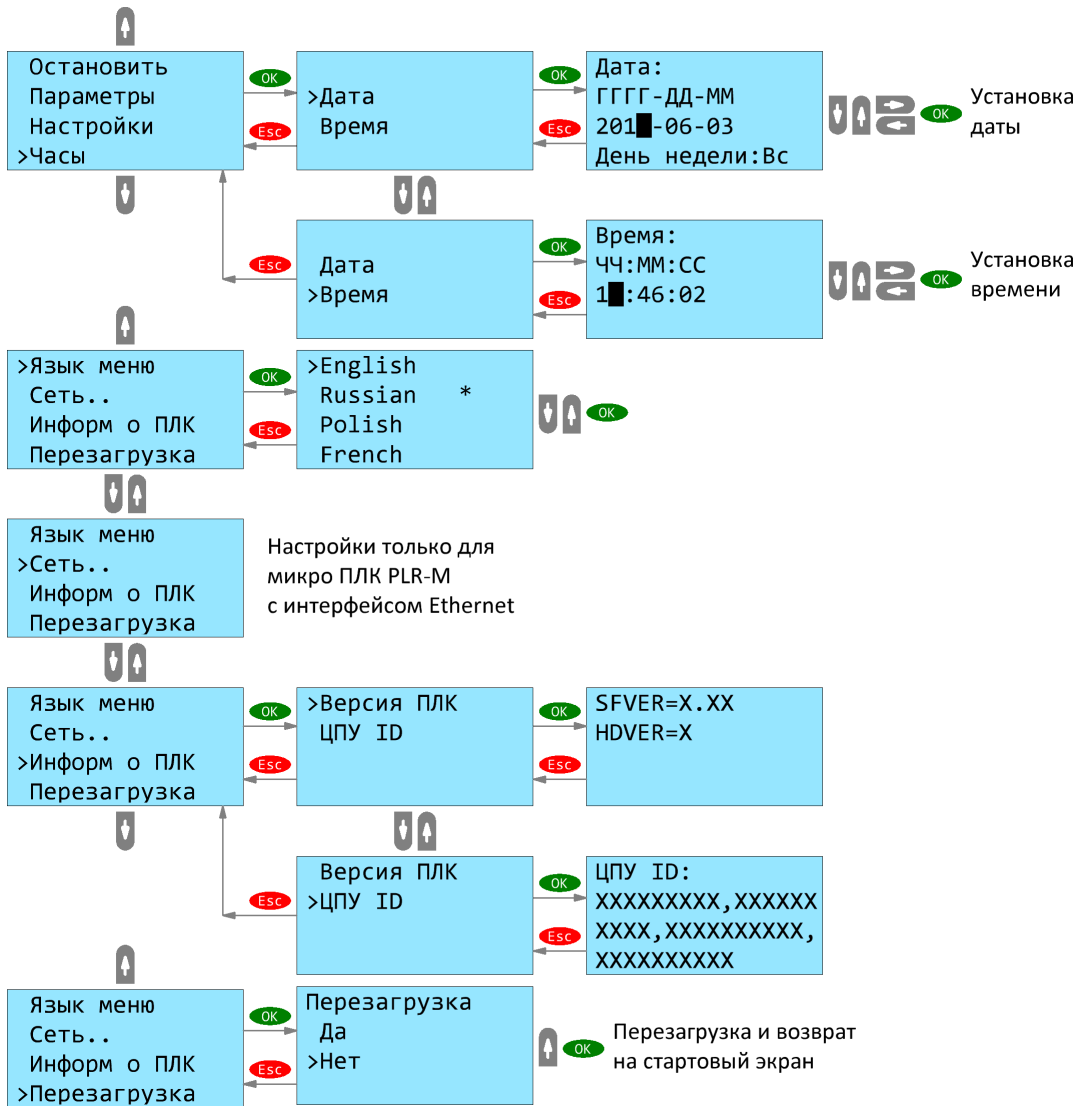 Остановить
Параметры
Настройки
>Часы
OK
Esc
>Дата
Время
OK
Esc
Дата:
ГГГГ-ДД-ММ
201█-06-03
День недели:Вс
OK
Установка
даты
Esc
Дата
>Время
OK
Esc
Время:
ЧЧ:ММ:СС
1█:46:02
OK
Установка
времени
>Язык меню
Сеть..
Информ о ПЛК
Перезагрузка
OK
Esc
>English
Russian *
Polish
French
OK
Язык меню
>Сеть..
Информ о ПЛК
Перезагрузка
Настройки только для
микро ПЛК PLR-M
с интерфейсом Ethernet
Язык меню
Сеть..
>Информ о ПЛК
Перезагрузка
OK
Esc
>Версия ПЛК
ЦПУ ID
OK
Esc
SFVER=X.XX
HDVER=X
Esc
Версия ПЛК
>ЦПУ ID
OK
Esc
ЦПУ ID:
XXXXXXXXX,XXXXXX
XXXX,XXXXXXXXXX,
XXXXXXXXXX
Язык меню
Сеть..
Информ о ПЛК
>Перезагрузка
OK
Esc
Перезагрузка
Да
>Нет
OK
Перезагрузка и возврат
на стартовый экран